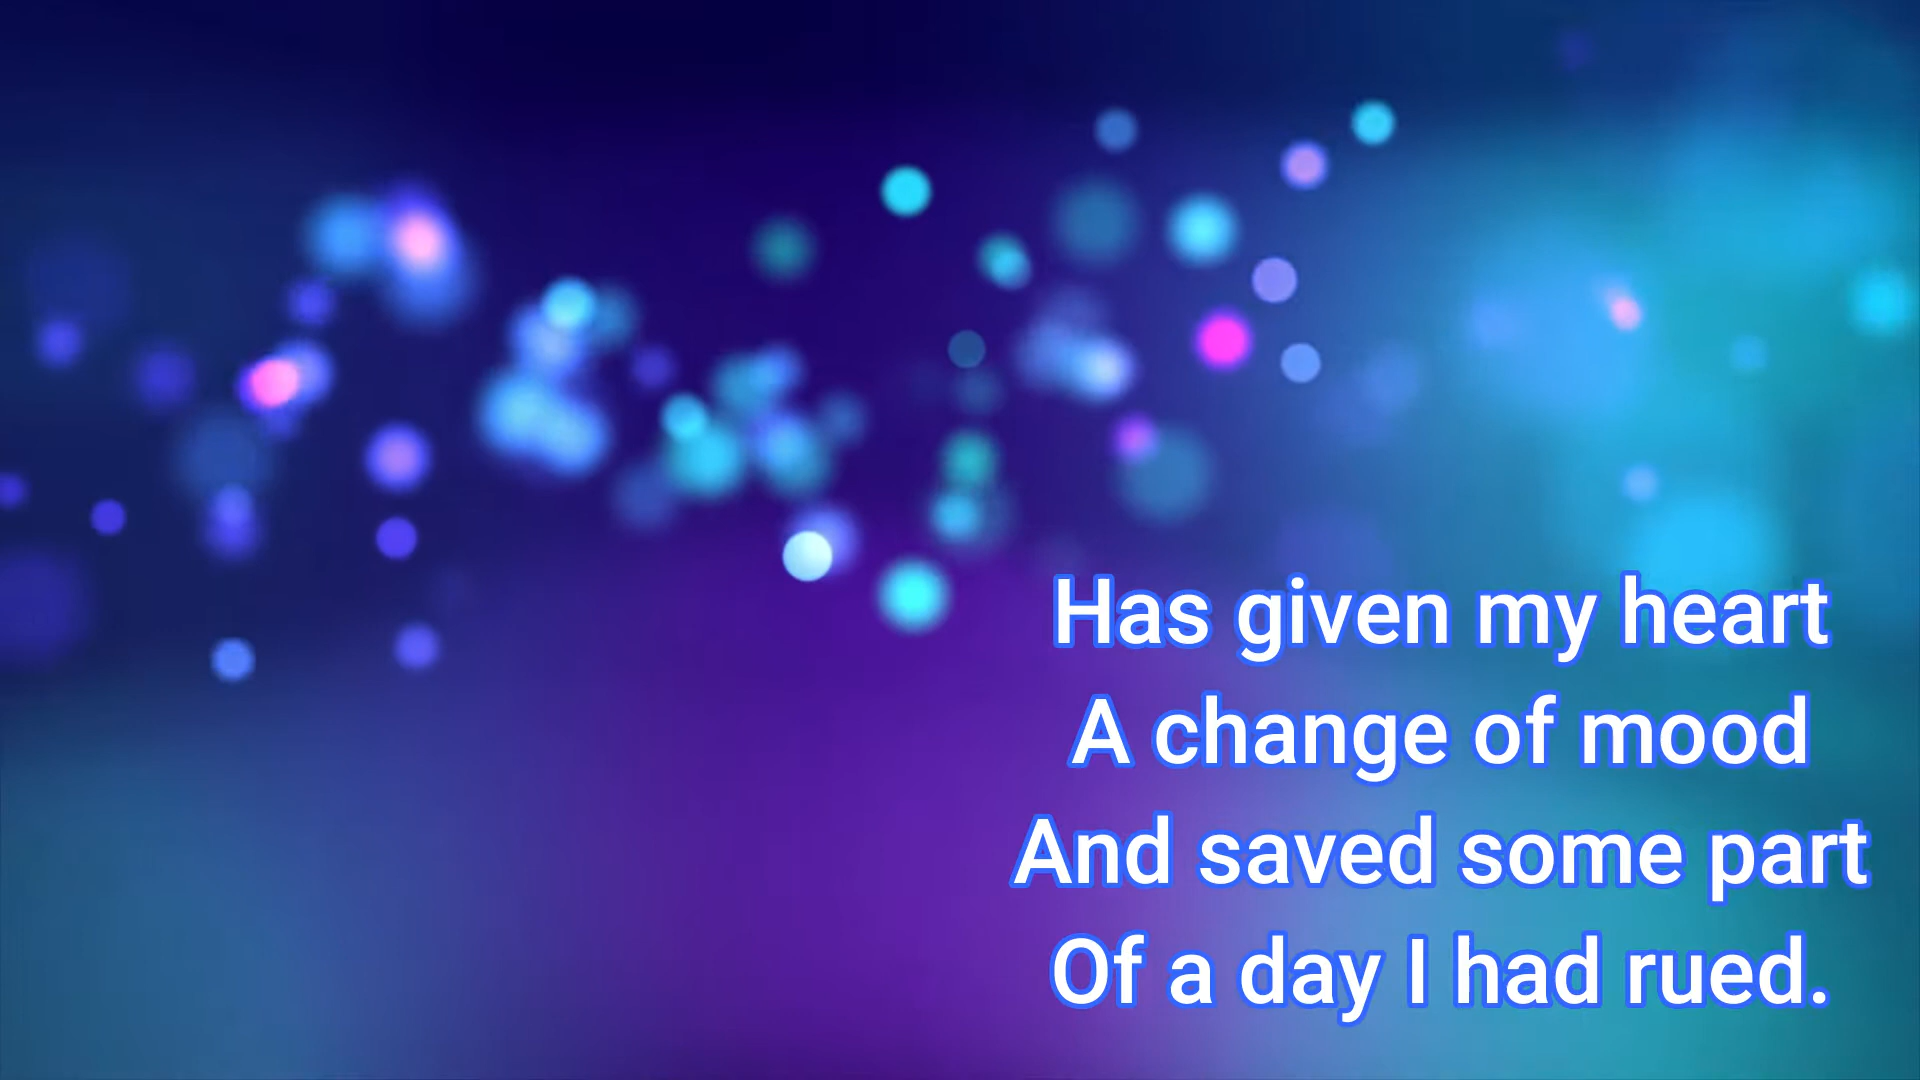 Has given my heart
A change of mood
And saved some part
Of a day I had rued.